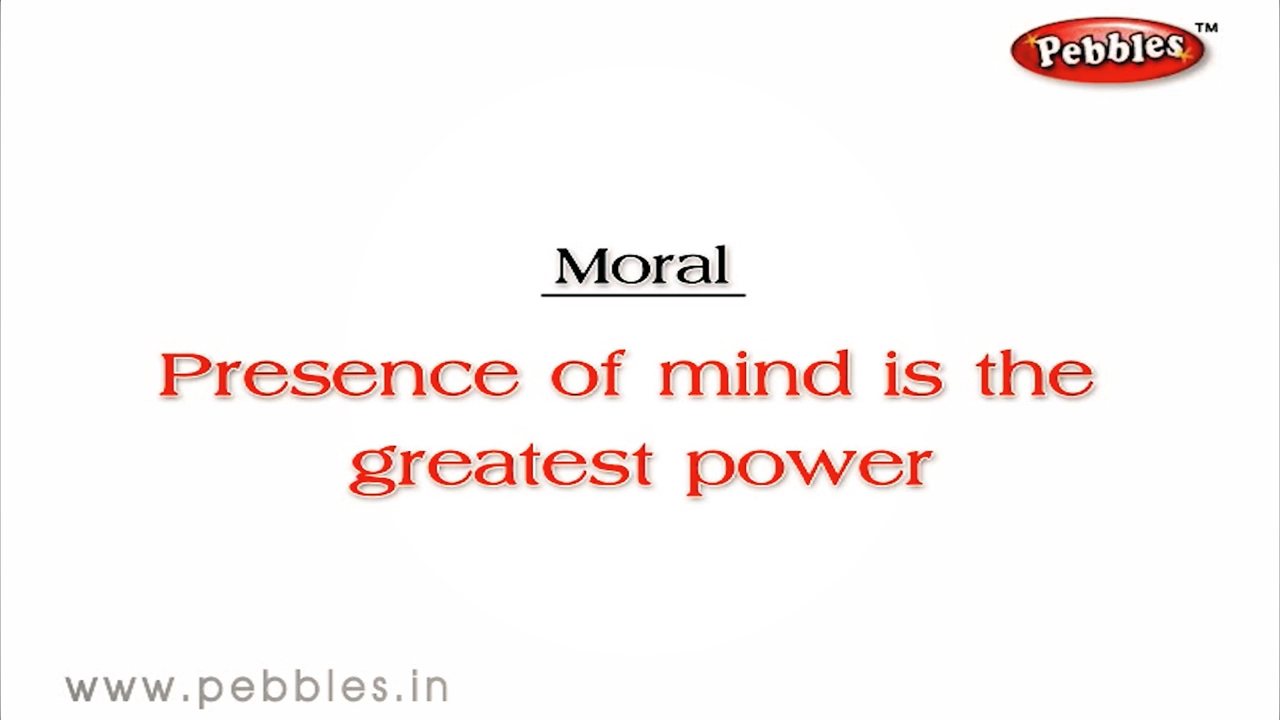 Pebbles™
Moral
Presence of mind is the
greatest power
www.pebbles.in